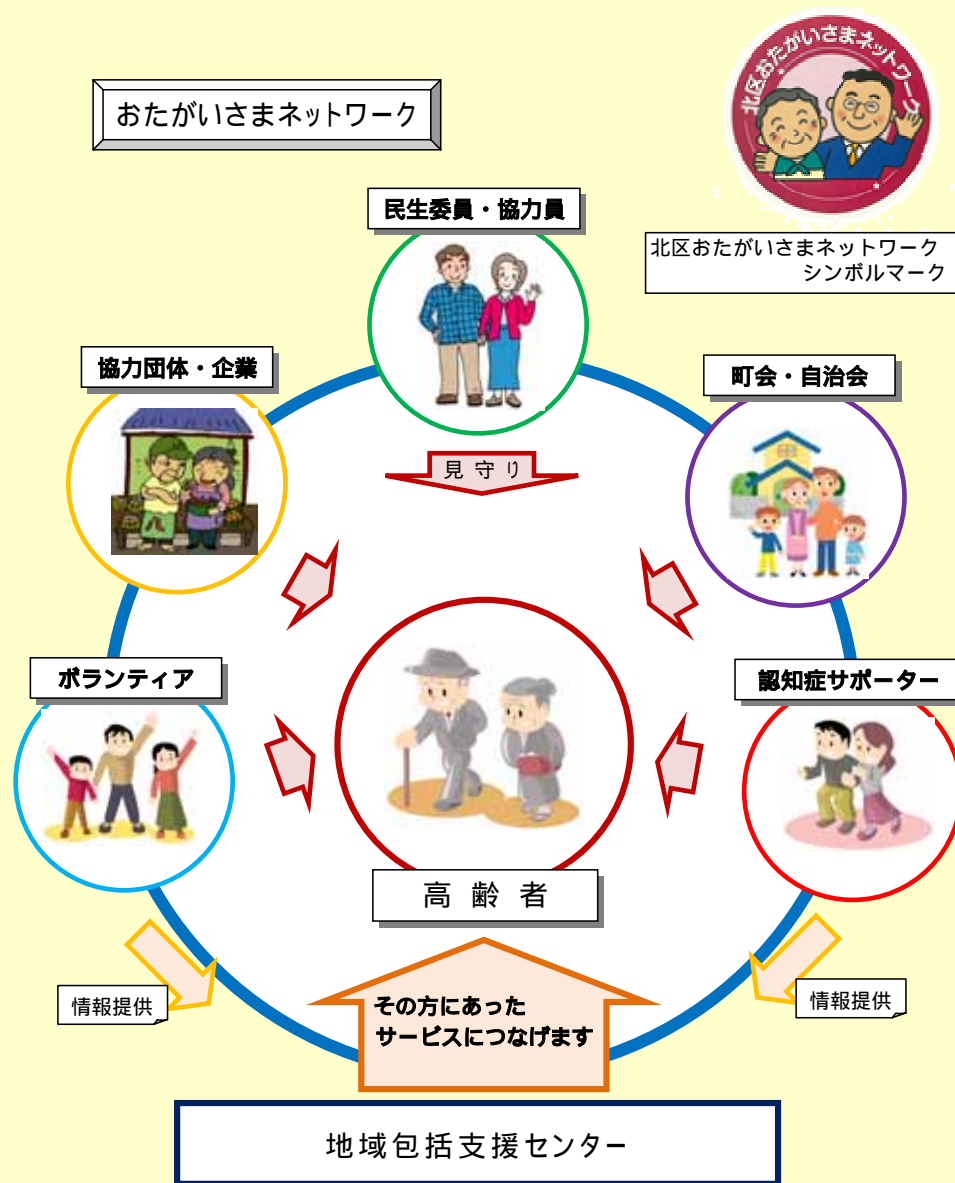 おたがいさまネットワーク
北区おたがいさまネットワーク
北区おたがいさまネットワーク
シンボルマーク
民生委員・協力員
協力団体・企業
町会・自治会
見守り
ボランティア
認知症サポーター
高齢者
情報提供
その方にあった
サービスにつなげます
情報提供
地域包括支援センター